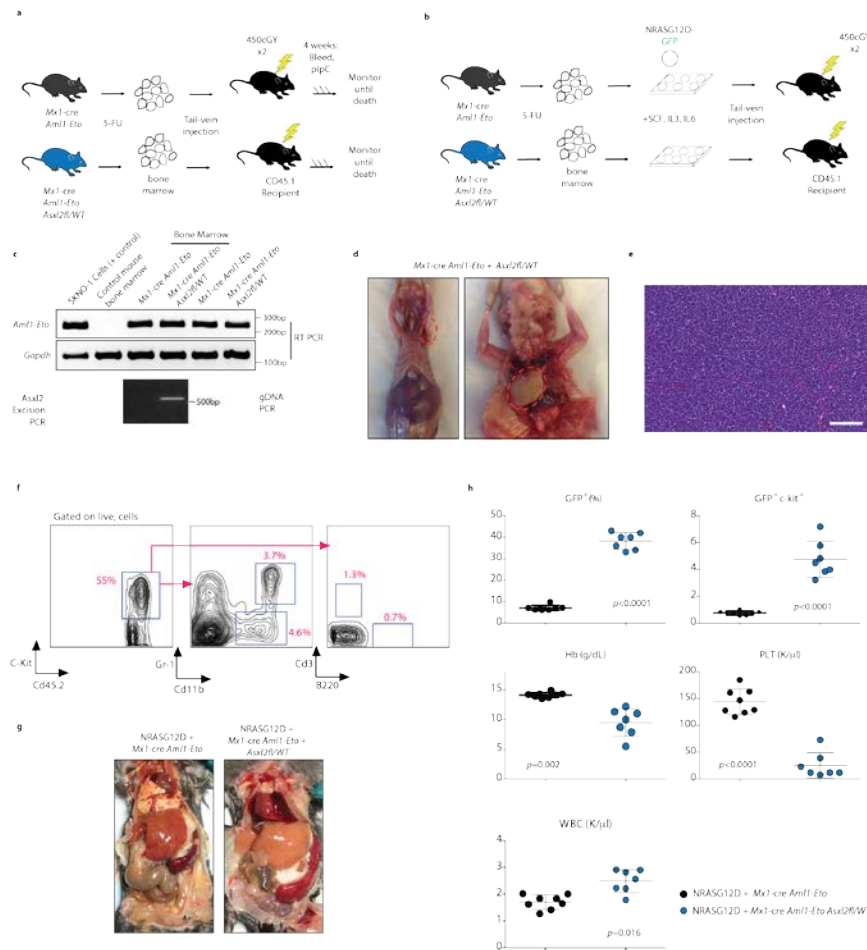 a
450cGY
x2
4 weeks:
Bleed,
pIpC
Mx1-cre
Aml1-Eto
5-FU
Tail-vein
injection
Monitor
until
death
Mx1-cre
Aml1-Eto
Asxl2fl/WT
bone
marrow
CD45.1
Recipient
Monitor
until
death
b
NRASG12D-
GFP
450cGY
x2
Mx1-cre
Aml1-Eto
5-FU
+SCF, IL3, IL6
Tail-vein
injection
Mx1-cre
Aml1-Eto
Asxl2fl/WT
bone
marrow
CD45.1
Recipient
c
Bone Marrow
SKNO-1 Cells (+ control)
Control mouse
bone marrow
Mx1-cre Aml1-Eto
Mx1-cre Aml1-Eto
Asxl2fl/WT
Mx1-cre Aml1-Eto
Mx1-cre Aml1-Eto
Asxl2fl/WT
Aml1-Eto
300bp
200bp
Gapdh
100bp
RT-PCR
Asxl2
Excision
PCR
500bp
gDNA
PCR
d
Mx1-cre Aml1-Eto + Asxl2fl/WT
e
f
Gated on live, cells
55%
3.7%
4.6%
1.3%
0.7%
C-Kit
Cd45.2
Gr-1
Cd11b
Cd3
B220
g
NRASG12D +
Mx1-cre Aml1-Eto
NRASG12D +
Mx1-cre Aml1-Eto +
Asxl2fl/WT
h
GFP+ (%)
50
40
30
20
10
0
p<0.0001
GFP+ c-kit+
8
6
4
2
0
p<0.0001
Hb (g/dL)
15
10
5
0
p=0.002
PLT (K/µl)
200
150
100
50
0
p<0.0001
WBC (K/µl)
4
3
2
1
0
p=0.016
NRASG12D + Mx1-cre Aml1-Eto
NRASG12D + Mx1-cre Aml1-Eto Asxl2fl/W